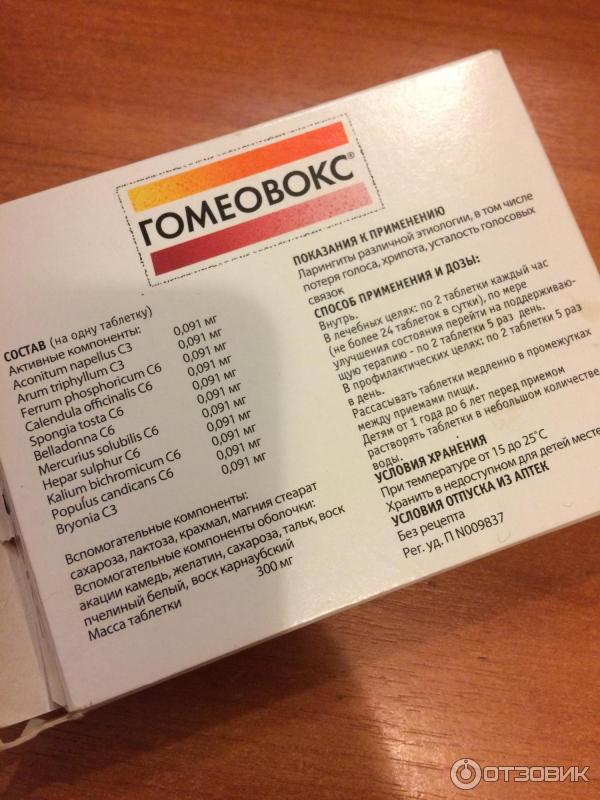 ГОМЕОВОКС®
СОСТАВ (на одну таблетку)
Активные компоненты:
Aconitum napellus C3 0,091 мг
Arum triphyllum C3 0,091 мг
Ferrum phosphoricum C6 0,091 мг
Calendula officinalis C6 0,091 мг
Spongia tosta C6 0,091 мг
Belladonna C6 0,091 мг
Mercurius solubilis C6 0,091 мг
Hepar sulphur C6 0,091 мг
Kalium bichromicum C6 0,091 мг
Populus candicans C6 0,091 мг
Bryonia C3 0,091 мг
Вспомогательные компоненты:
сахароза, лактоза, крахмал, магния стеарат
Вспомогательные компоненты оболочки:
акации камедь, желатин, сахароза, тальк, воск
пчелиный белый, воск карнаубский
Масса таблетки 300 мг
ПОКАЗАНИЯ К ПРИМЕНЕНИЮ
Ларингиты различной этиологии, в том числе
потеря голоса, хрипота, усталость голосовых
связок
СПОСОБ ПРИМЕНЕНИЯ И ДОЗЫ:
Внутрь.
В лечебных целях: по 2 таблетки каждый час
(не более 24 таблеток в сутки), по мере
улучшения состояния перейти на поддерживаю-
щую терапию - по 2 таблетки 5 раз день.
В профилактических целях: по 2 таблетки 5 раз
в день.
Рассасывать таблетки медленно в промежутках
между приемами пищи.
Детям от 1 года до 6 лет перед приемом
растворять таблетки в небольшом количестве
воды.
УСЛОВИЯ ХРАНЕНИЯ
При температуре от 15 до 25°C
Хранить в недоступном для детей месте
УСЛОВИЯ ОТПУСКА ИЗ АПТЕК
Без рецепта
Рег. уд. П N009837
ОТЗОВИК